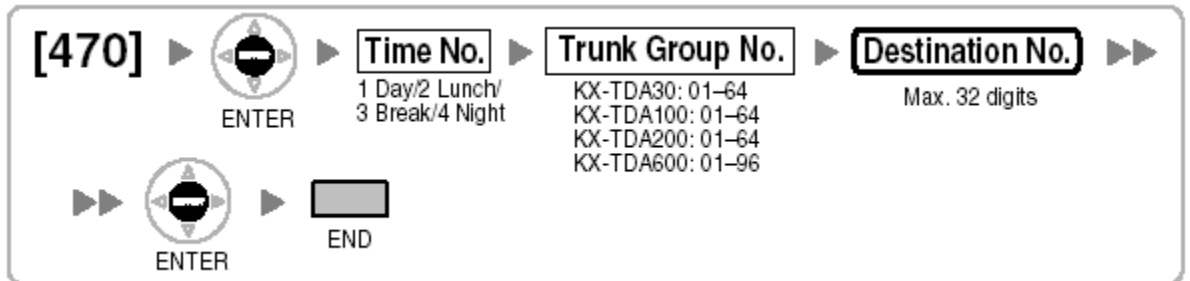 [470] Time No. Trunk Group No. Destination No.
ENTER
1 Day/2 Lunch/
3 Break/4 Night
KX-TDA30: 01–64
KX-TDA100: 01–64
KX-TDA200: 01–64
KX-TDA600: 01–96
Max. 32 digits
ENTER
END